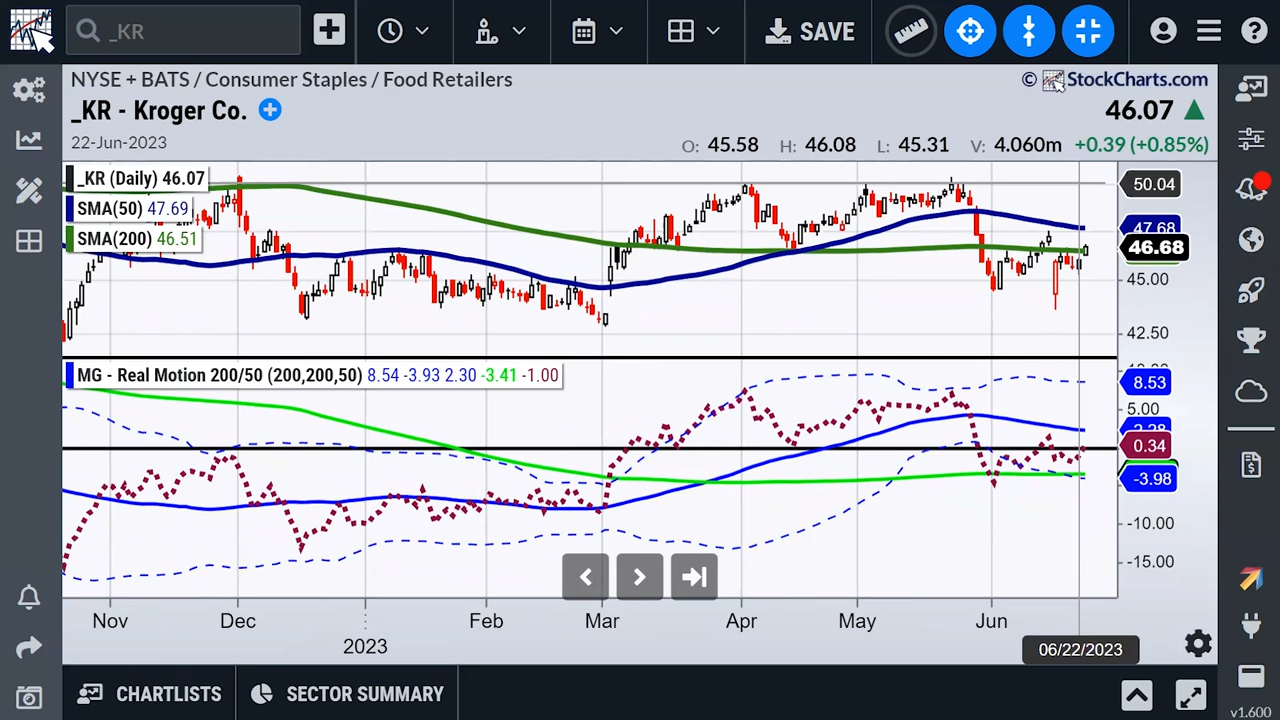 _KR
SAVE
NYSE + BATS / Consumer Staples / Food Retailers
© StockCharts.com
_KR - Kroger Co.
46.07
22-Jun-2023
O: 45.58 H: 46.08 L: 45.31 V: 4.060m +0.39 (+0.85%)
_KR (Daily) 46.07
SMA(50) 47.69
SMA(200) 46.51
50.04
47.68
46.68
45.00
42.50
MG - Real Motion 200/50 (200,200,50) 8.54 -3.93 2.30 -3.41 -1.00
10.00
8.53
5.00
2.28
0.34
-3.98
-10.00
-15.00
Nov Dec Feb Mar Apr May Jun
2023
06/22/2023
CHARTLISTS
SECTOR SUMMARY
v1.600